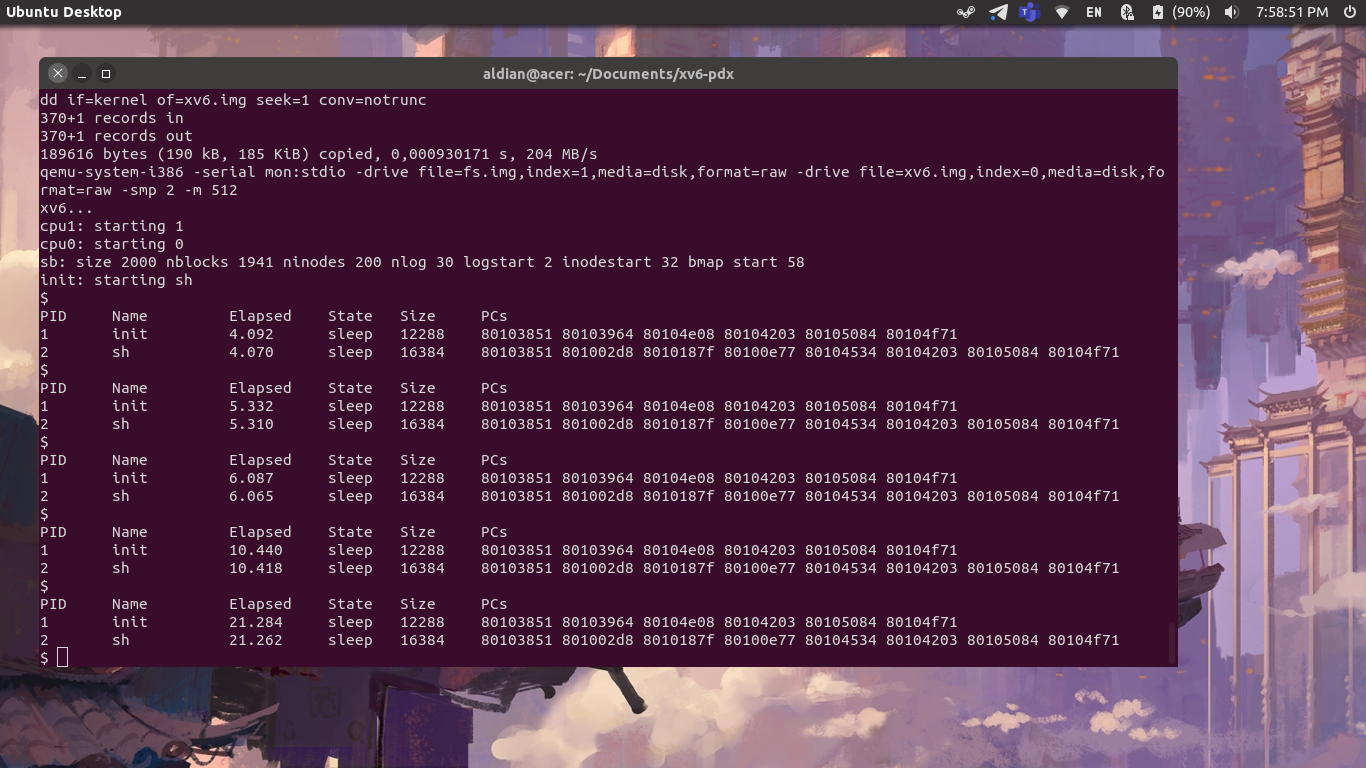 Ubuntu Desktop
EN (90%) 7:58:51 PM
aldian@acer: ~/Documents/xv6-pdx
dd if=kernel of=xv6.img seek=1 conv=notrunc
370+1 records in
370+1 records out
189616 bytes (190 kB, 185 KiB) copied, 0,000930171 s, 204 MB/s
qemu-system-i386 -serial mon:stdio -drive file=fs.img,index=1,media=disk,format=raw -drive file=xv6.img,index=0,media=disk,fo
rmat=raw -smp 2 -m 512
xv6...
cpu1: starting 1
cpu0: starting 0
sb: size 2000 nblocks 1941 ninodes 200 nlog 30 logstart 2 inodestart 32 bmap start 58
init: starting sh
$
PID Name Elapsed State Size PCs
1 init 4.092 sleep 12288 80103851 80103964 80104e08 80104203 80105084 80104f71
2 sh 4.070 sleep 16384 80103851 801002d8 8010187f 80100e77 80104534 80104203 80105084 80104f71
$
PID Name Elapsed State Size PCs
1 init 5.332 sleep 12288 80103851 80103964 80104e08 80104203 80105084 80104f71
2 sh 5.310 sleep 16384 80103851 801002d8 8010187f 80100e77 80104534 80104203 80105084 80104f71
$
PID Name Elapsed State Size PCs
1 init 6.087 sleep 12288 80103851 80103964 80104e08 80104203 80105084 80104f71
2 sh 6.065 sleep 16384 80103851 801002d8 8010187f 80100e77 80104534 80104203 80105084 80104f71
$
PID Name Elapsed State Size PCs
1 init 10.440 sleep 12288 80103851 80103964 80104e08 80104203 80105084 80104f71
2 sh 10.418 sleep 16384 80103851 801002d8 8010187f 80100e77 80104534 80104203 80105084 80104f71
$
PID Name Elapsed State Size PCs
1 init 21.284 sleep 12288 80103851 80103964 80104e08 80104203 80105084 80104f71
2 sh 21.262 sleep 16384 80103851 801002d8 8010187f 80100e77 80104534 80104203 80105084 80104f71
$